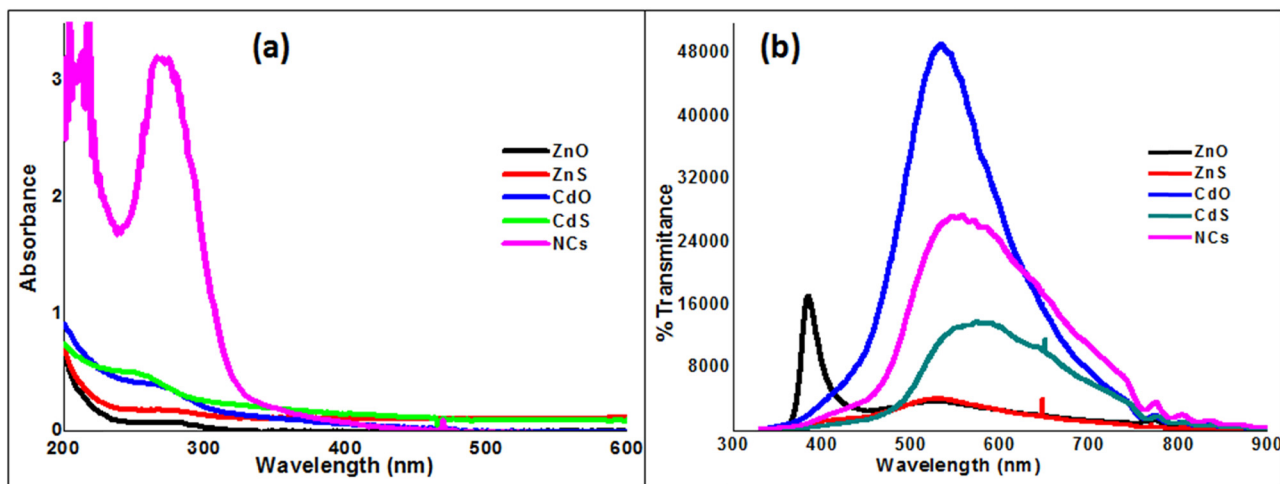 (a)
Absorbance
3
2
1
0
200
300
400
500
600
Wavelength (nm)
ZnO
ZnS
CdO
CdS
NCs
(b)
% Transmitance
48000
40000
32000
24000
16000
8000
300
400
500
600
700
800
900
Wavelength (nm)
ZnO
ZnS
CdO
CdS
NCs